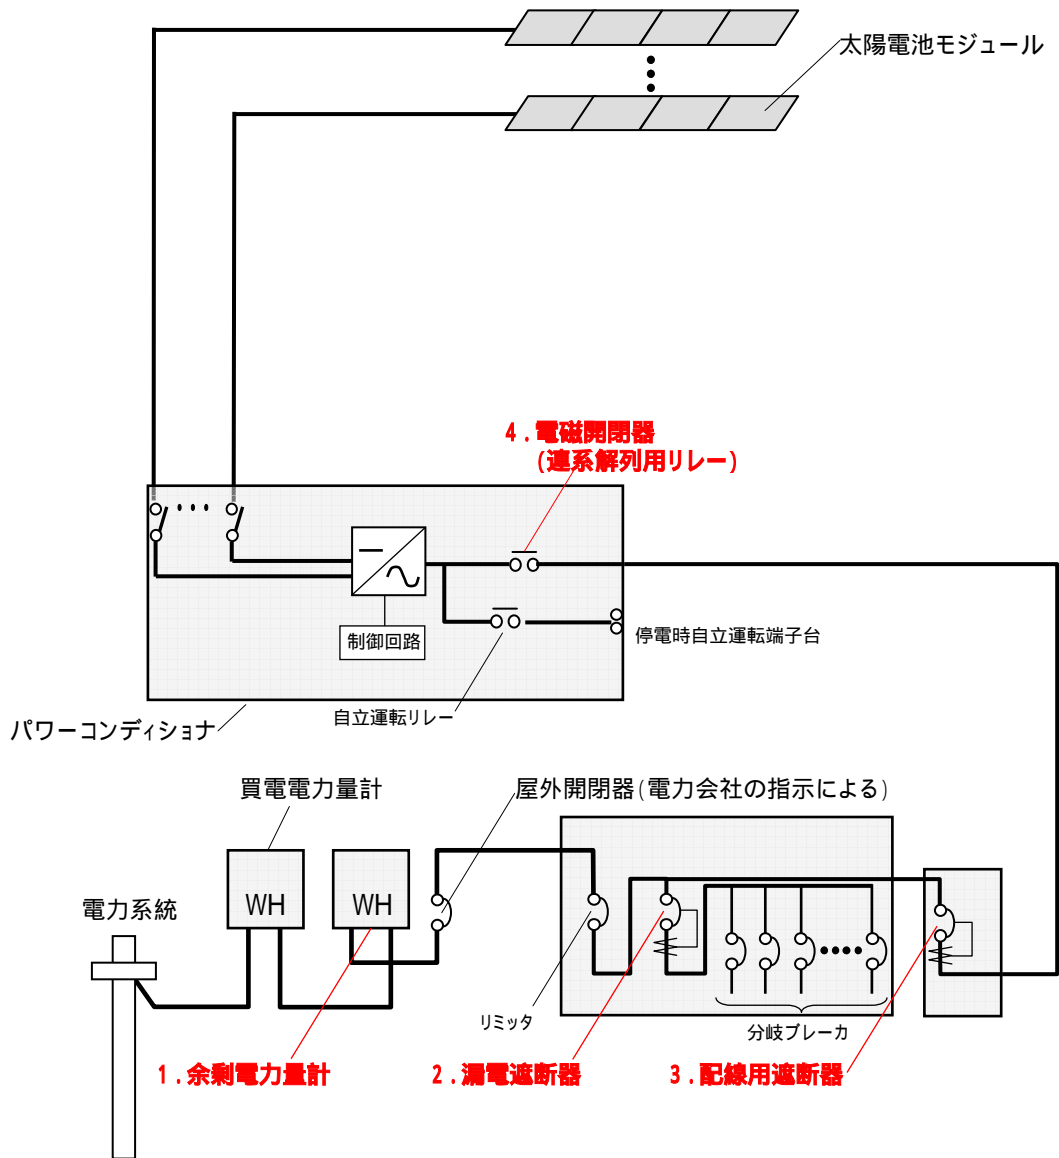 太陽電池モジュール
4.電磁開閉器
(連系解列用リレー)
制御回路
停電時自立運転端子台
自立運転リレー
パワーコンディショナ
買電電力量計
屋外開閉器(電力会社の指示による)
WH
WH
電力系統
リミッタ
分岐ブレーカ
1.余剰電力量計
2.漏電遮断器
3.配線用遮断器